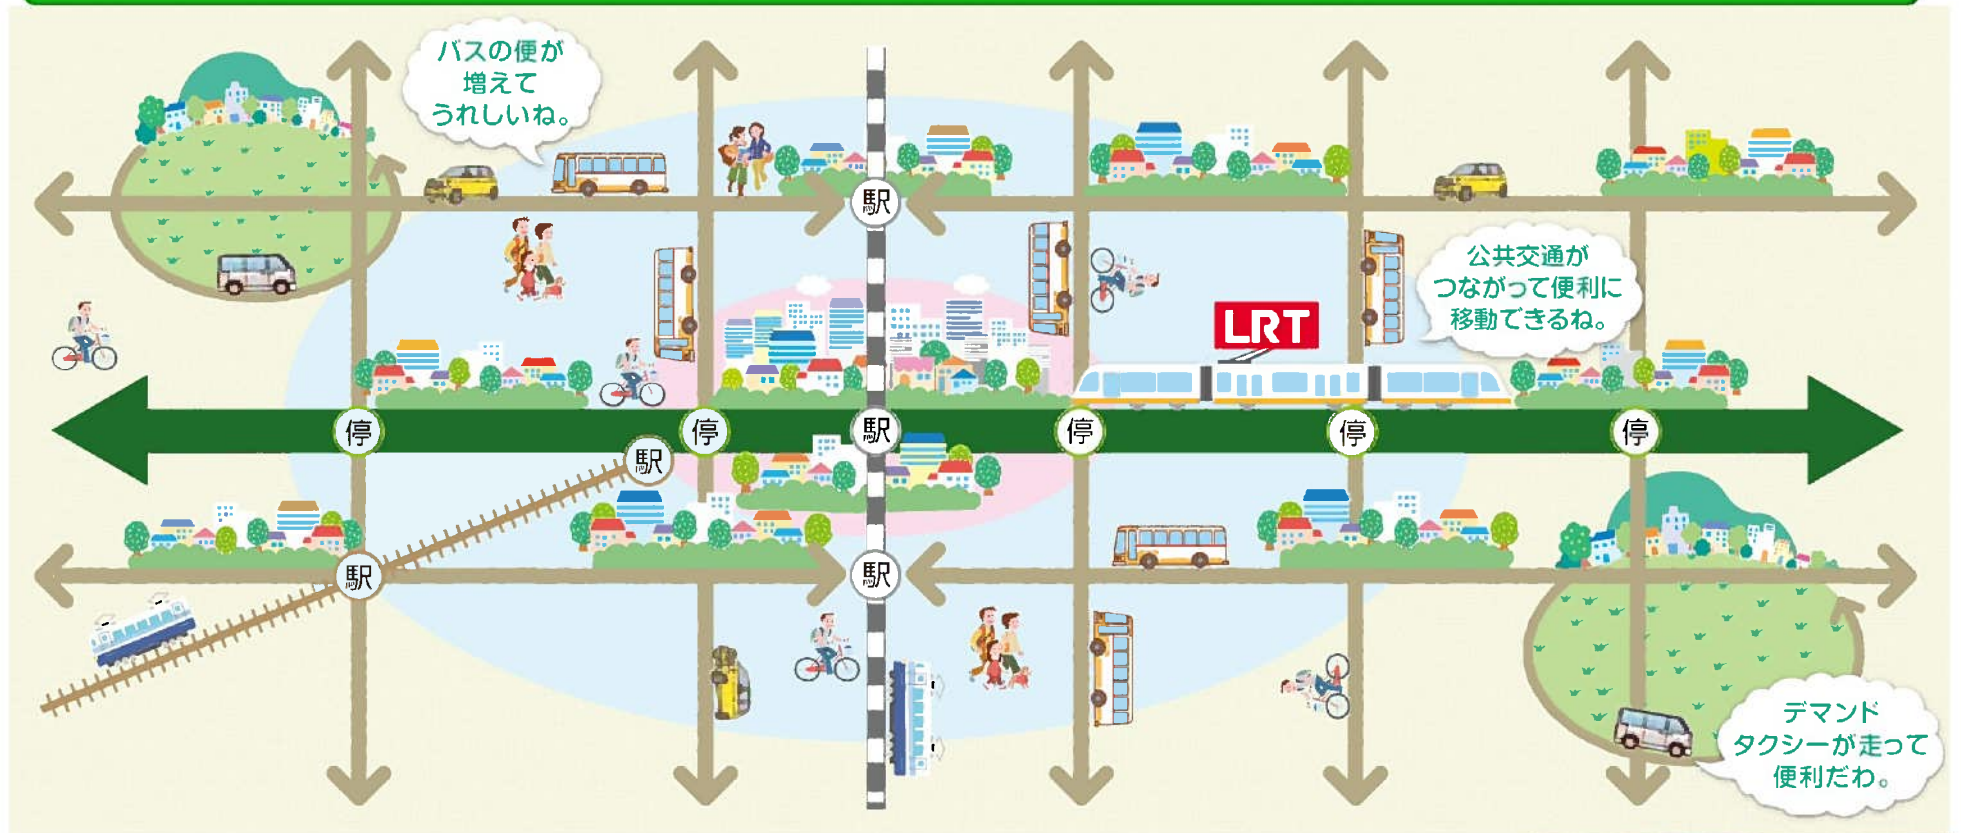 バスの便が
増えて
うれしいね。
駅
公共交通が
つながって便利に
移動できるね。
LRT
停
停
駅
停
停
停
駅
駅
駅
デマンド
タクシーが走って
便利だわ。